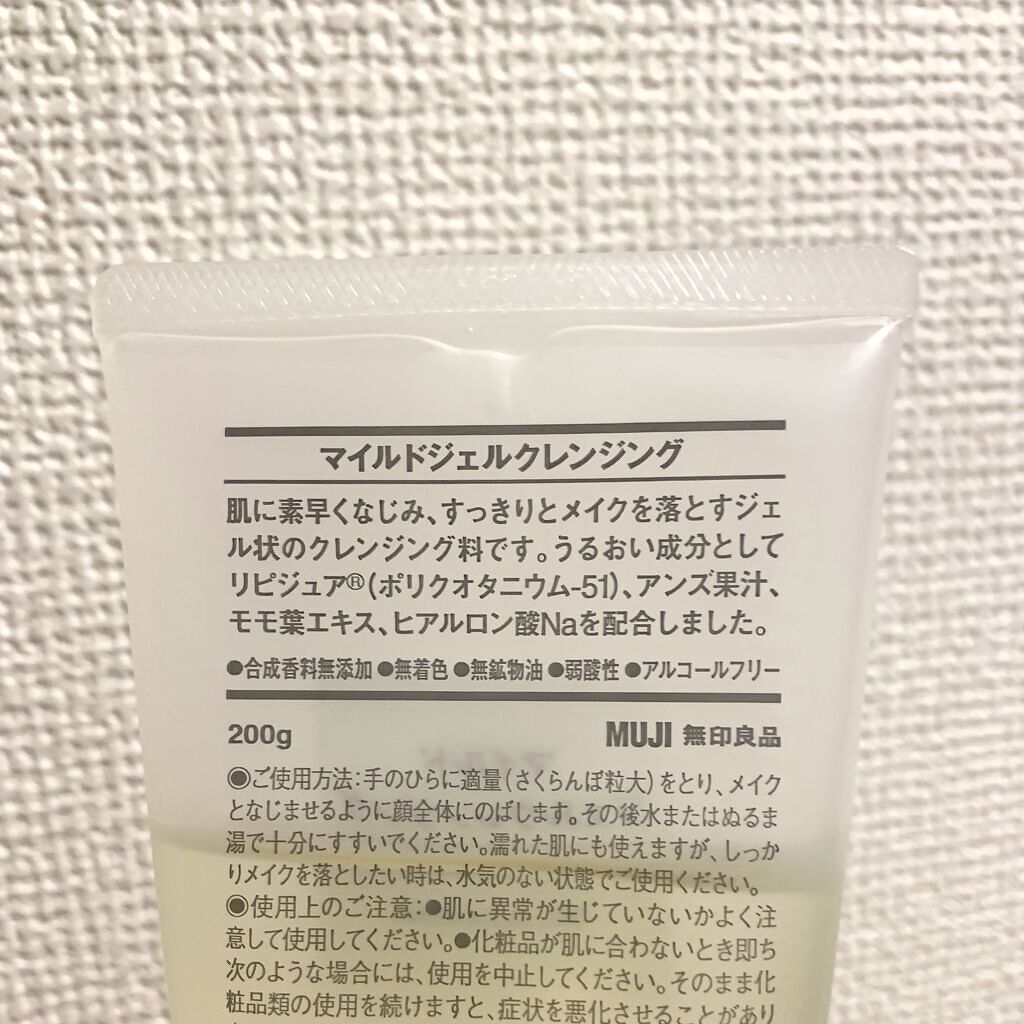 マイルドジェルクレンジング
肌に素早くなじみ、すっきりとメイクを落とすジェ
ル状のクレンジング料です。うるおい成分として
リピジュア®(ポリクオタニウム-51)、アンズ果汁、
モモ葉エキス、ヒアルロン酸Naを配合しました。
●合成香料無添加 ●無着色 ●無鉱物油 ●弱酸性 ●アルコールフリー
200g
MUJI 無印良品
◉ご使用方法:手のひらに適量(さくらんぼ粒大)をとり、メイク
となじませるように顔全体にのばします。その後水またはぬるま
湯で十分にすすいでください。濡れた肌にも使えますが、しっか
りメイクを落としたい時は、水気のない状態でご使用ください。
◉使用上のご注意:●肌に異常が生じていないかよく注
意して使用してください。●化粧品が肌に合わないとき即ち
次のような場合には、使用を中止してください。そのまま化
粧品類の使用を続けますと、症状を悪化させることがあり